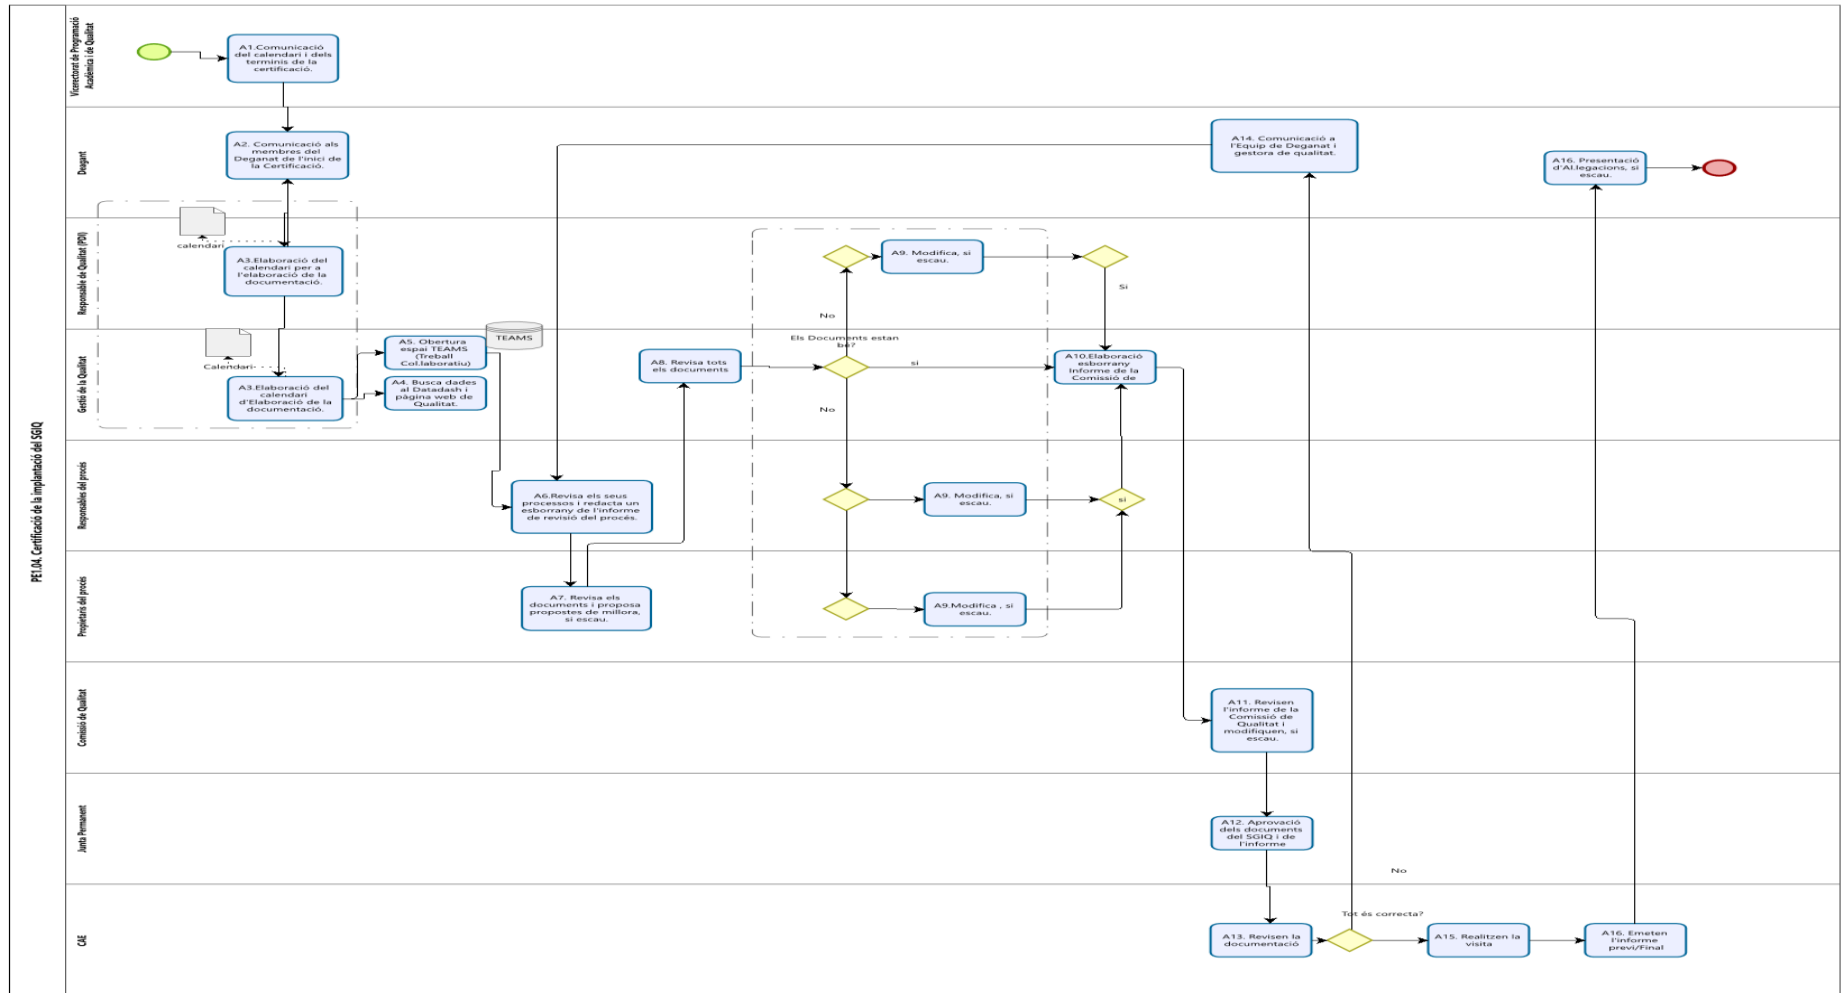 PE1.04. Certificació de la implantació del SGIQ
Vicerectorat de Programació
Acadèmica i de Qualitat
A1.Comunicació
del calendari i dels
terminis de la
certificació.
Denagant
A2. Comunicació als
membres del
Deganat de l'inici de
la Certificació.
A14. Comunicació a
l'Equip de Deganat i
gestora de qualitat.
A16. Presentació
d'Al.legacions, si
escau.
Responsable de Qualitat (PDI)
calendari
A3.Elaboració del
calendari per a
l'elaboració de la
documentació.
A9. Modifica, si
escau.
Si
No
Gestió de la Qualitat
Calendari
A3.Elaboració del
calendari
d'Elaboració de la
documentació.
A5. Obertura
espai TEAMS
(Treball
Col.laboratiu)
TEAMS
A4. Busca dades
al Datadash i
pàgina web de
Qualitat.
A8. Revisa tots
els documents
Els Documents estan
bé?
si
No
A10.Elaboració
esborrany
Informe de la
Comissió de
Responsables del procés
A6.Revisa els seus
processos i redacta un
esborrany de l'informe
de revisió del procés.
A9. Modifica, si
escau.
si
Propietaris del procés
A7. Revisa els
documents i proposa
propostes de millora,
si escau.
A9.Modifica , si
escau.
Comissió de Qualitat
A11. Revisen
l'informe de la
Comissió de
Qualitat i
modifiquen, si
escau.
Junta Permanent
A12. Aprovació
dels documents
del SGIQ i de
l'informe
No
CAE
A13. Revisen la
documentació
Tot és correcta?
A15. Realitzen la
visita
A16. Emeten
l'informe
previ/Final